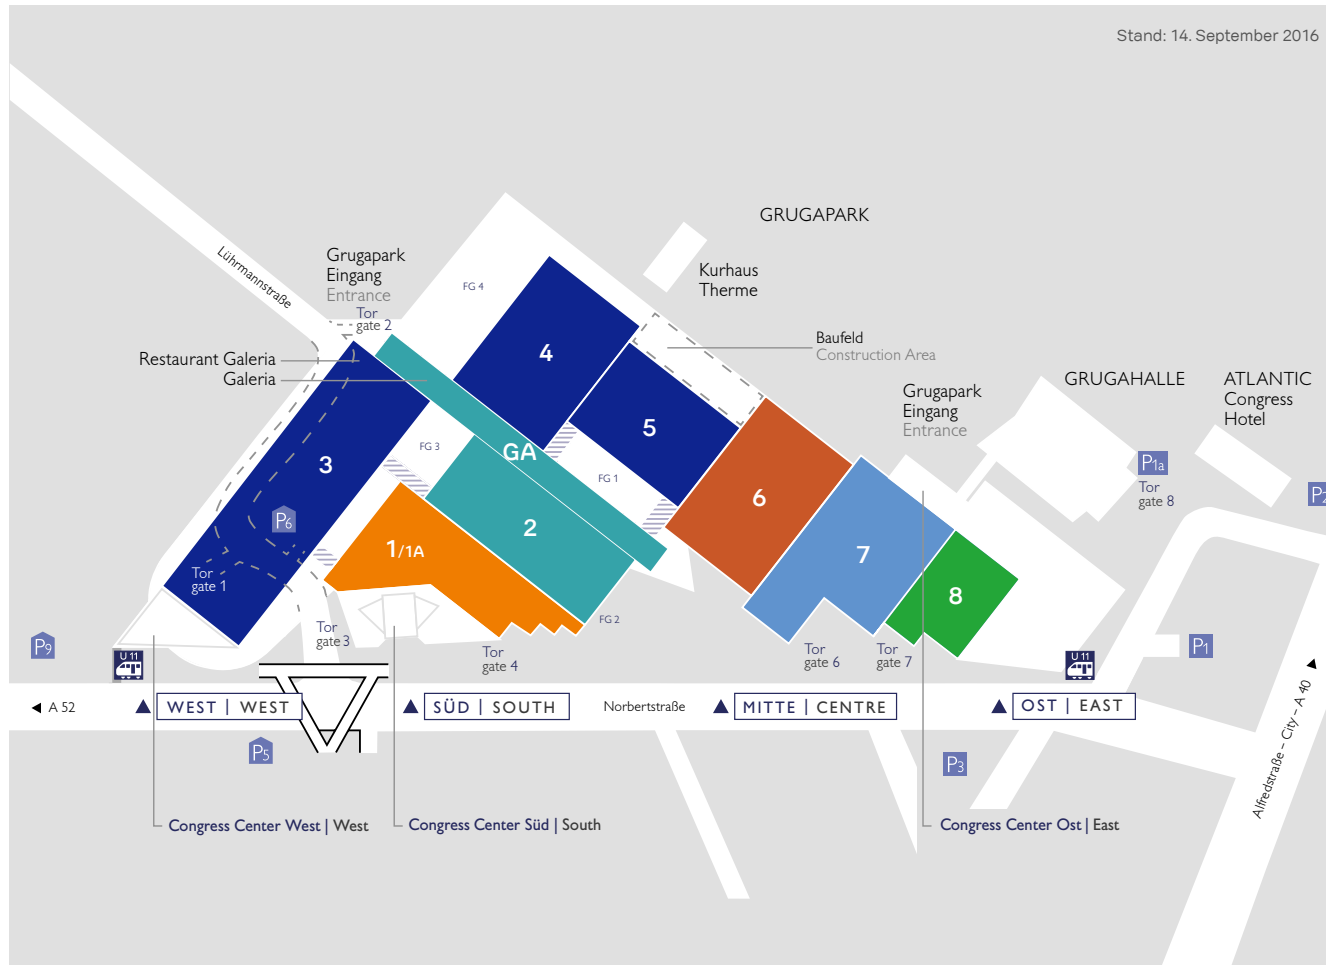 Stand: 14. September 2016
GRUGAPARK
Kurhaus
Therme
Lührmannstraße
Grugapark
Eingang
Entrance
Tor
gate 2
FG 4
4
Restaurant Galeria
Galeria
Baufeld
Construction Area
GRUGAHALLE
ATLANTIC
Congress
Hotel
Grugapark
Eingang
Entrance
5
3
FG 3
GA
FG 1
6
P1a
Tor
gate 8
P2
P6
2
1/1A
7
8
Tor
gate 1
FG 2
Tor
gate 3
Tor
gate 4
Tor
gate 6
Tor
gate 7
P9
U 11
U 11
P1
A 52
WEST | WEST
SÜD | SOUTH
Norbertstraße
MITTE | CENTRE
OST | EAST
P5
P3
Alfredstraße – City – A 40
Congress Center West | West
Congress Center Süd | South
Congress Center Ost | East